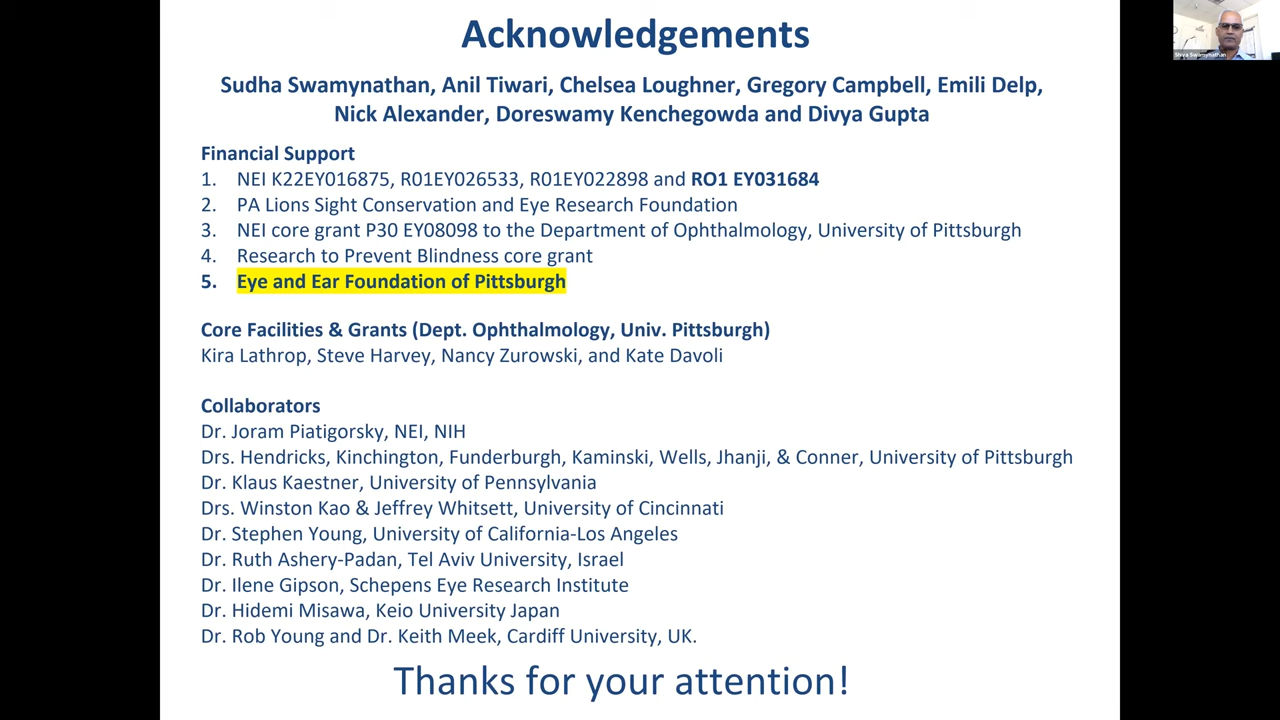 Acknowledgements
Shiva Swamynathan
Sudha Swamynathan, Anil Tiwari, Chelsea Loughner, Gregory Campbell, Emili Delp,
Nick Alexander, Doreswamy Kenchegowda and Divya Gupta
Financial Support
1. NEI K22EY016875, R01EY026533, R01EY022898 and RO1 EY031684
2. PA Lions Sight Conservation and Eye Research Foundation
3. NEI core grant P30 EY08098 to the Department of Ophthalmology, University of Pittsburgh
4. Research to Prevent Blindness core grant
5. Eye and Ear Foundation of Pittsburgh
Core Facilities & Grants (Dept. Ophthalmology, Univ. Pittsburgh)
Kira Lathrop, Steve Harvey, Nancy Zurowski, and Kate Davoli
Collaborators
Dr. Joram Piatigorsky, NEI, NIH
Drs. Hendricks, Kinchington, Funderburgh, Kaminski, Wells, Jhanji, & Conner, University of Pittsburgh
Dr. Klaus Kaestner, University of Pennsylvania
Drs. Winston Kao & Jeffrey Whitsett, University of Cincinnati
Dr. Stephen Young, University of California-Los Angeles
Dr. Ruth Ashery-Padan, Tel Aviv University, Israel
Dr. Ilene Gipson, Schepens Eye Research Institute
Dr. Hidemi Misawa, Keio University Japan
Dr. Rob Young and Dr. Keith Meek, Cardiff University, UK.
Thanks for your attention!